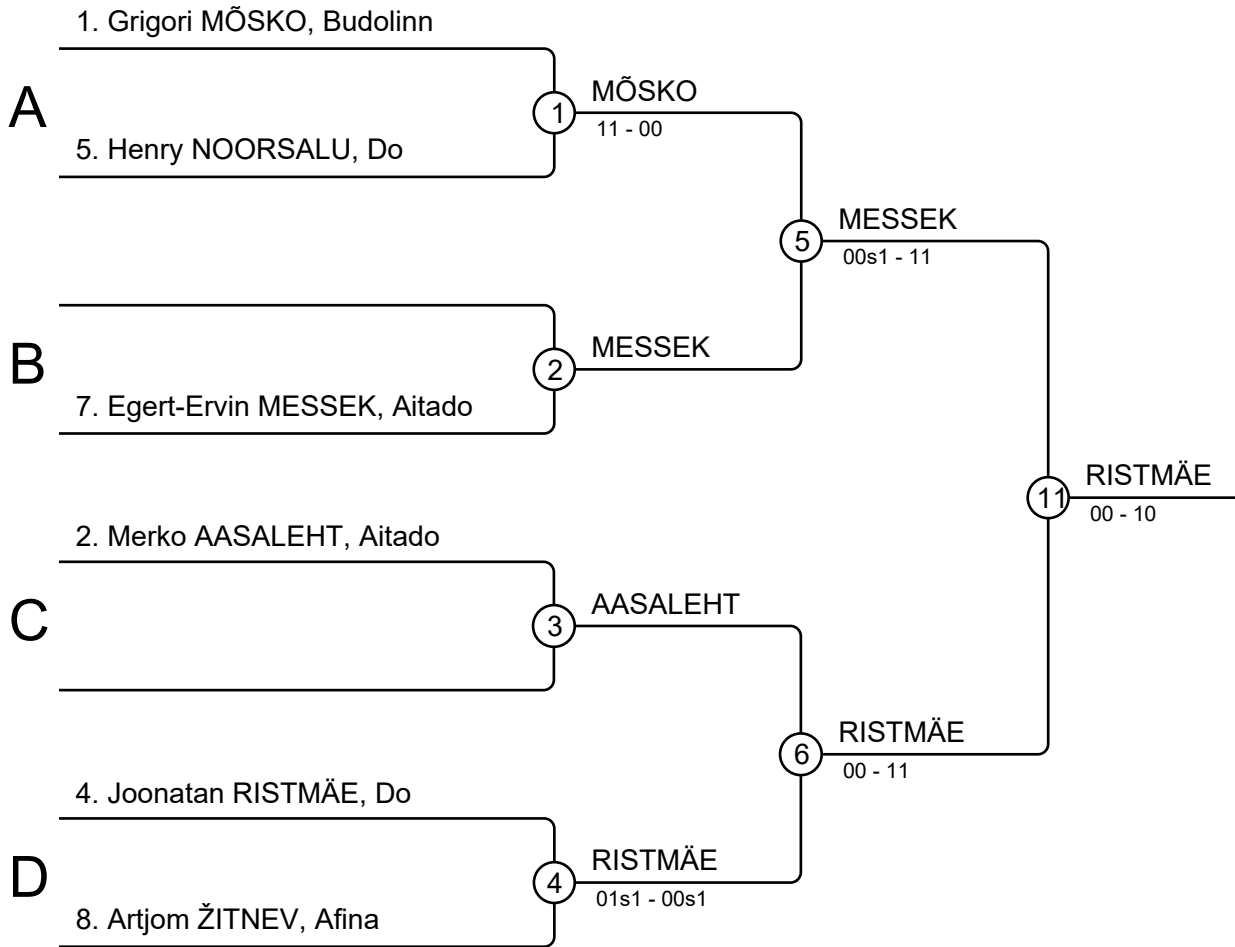 1. Grigori MÕSKO, Budolinn
A
1
MÕSKO
11 - 00
5. Henry NOORSALU, Do
5
MESSEK
00s1 - 11
B
2
MESSEK
7. Egert-Ervin MESSEK, Aitado
11
RISTMÄE
00 - 10
2. Merko AASALEHT, Aitado
C
3
AASALEHT
6
RISTMÄE
00 - 11
4. Joonatan RISTMÄE, Do
D
4
RISTMÄE
01s1 - 00s1
8. Artjom ŽITNEV, Afina